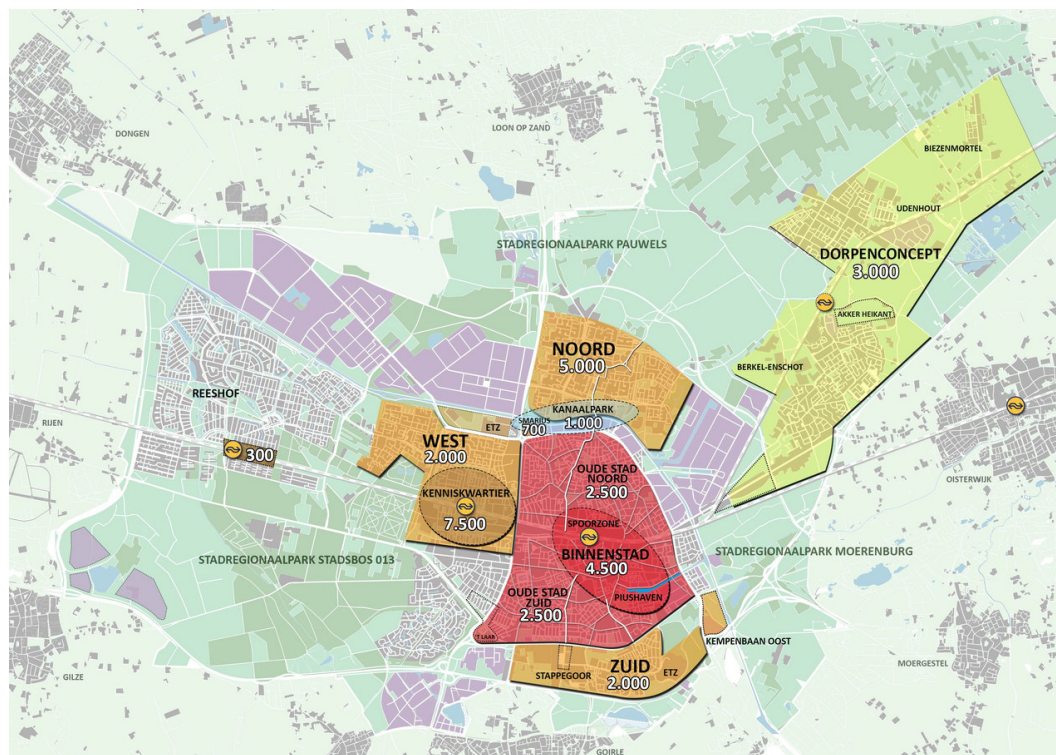 DONGEN
LOON OP ZAND
BIEZENMORTEL
UDENHOUT
STADREGIONAALPARK PAUWELS
DORPENCONCEPT
3.000
AKKER HEIKANT
NOORD
5.000
BERKEL-ENSCHOT
REESHOF
KANAALPARK
1.000
SMARIUS
700
RIJEN
ETZ
WEST
2.000
300
OUDE STAD
NOORD
2.500
OISTERWIJK
KENNISKWARTIER
7.500
SPOORZONE
BINNENSTAD
4.500
STADREGIONAALPARK STADSBOS 013
STADREGIONAALPARK MOERENBURG
OUDE STAD
ZUID
2.500
PIUSHAVEN
'T LAAR
KEMPENBAAN OOST
ZUID
2.000
STAPPEGOOR
ETZ
MOERGESTEL
GILZE
GOIRLE